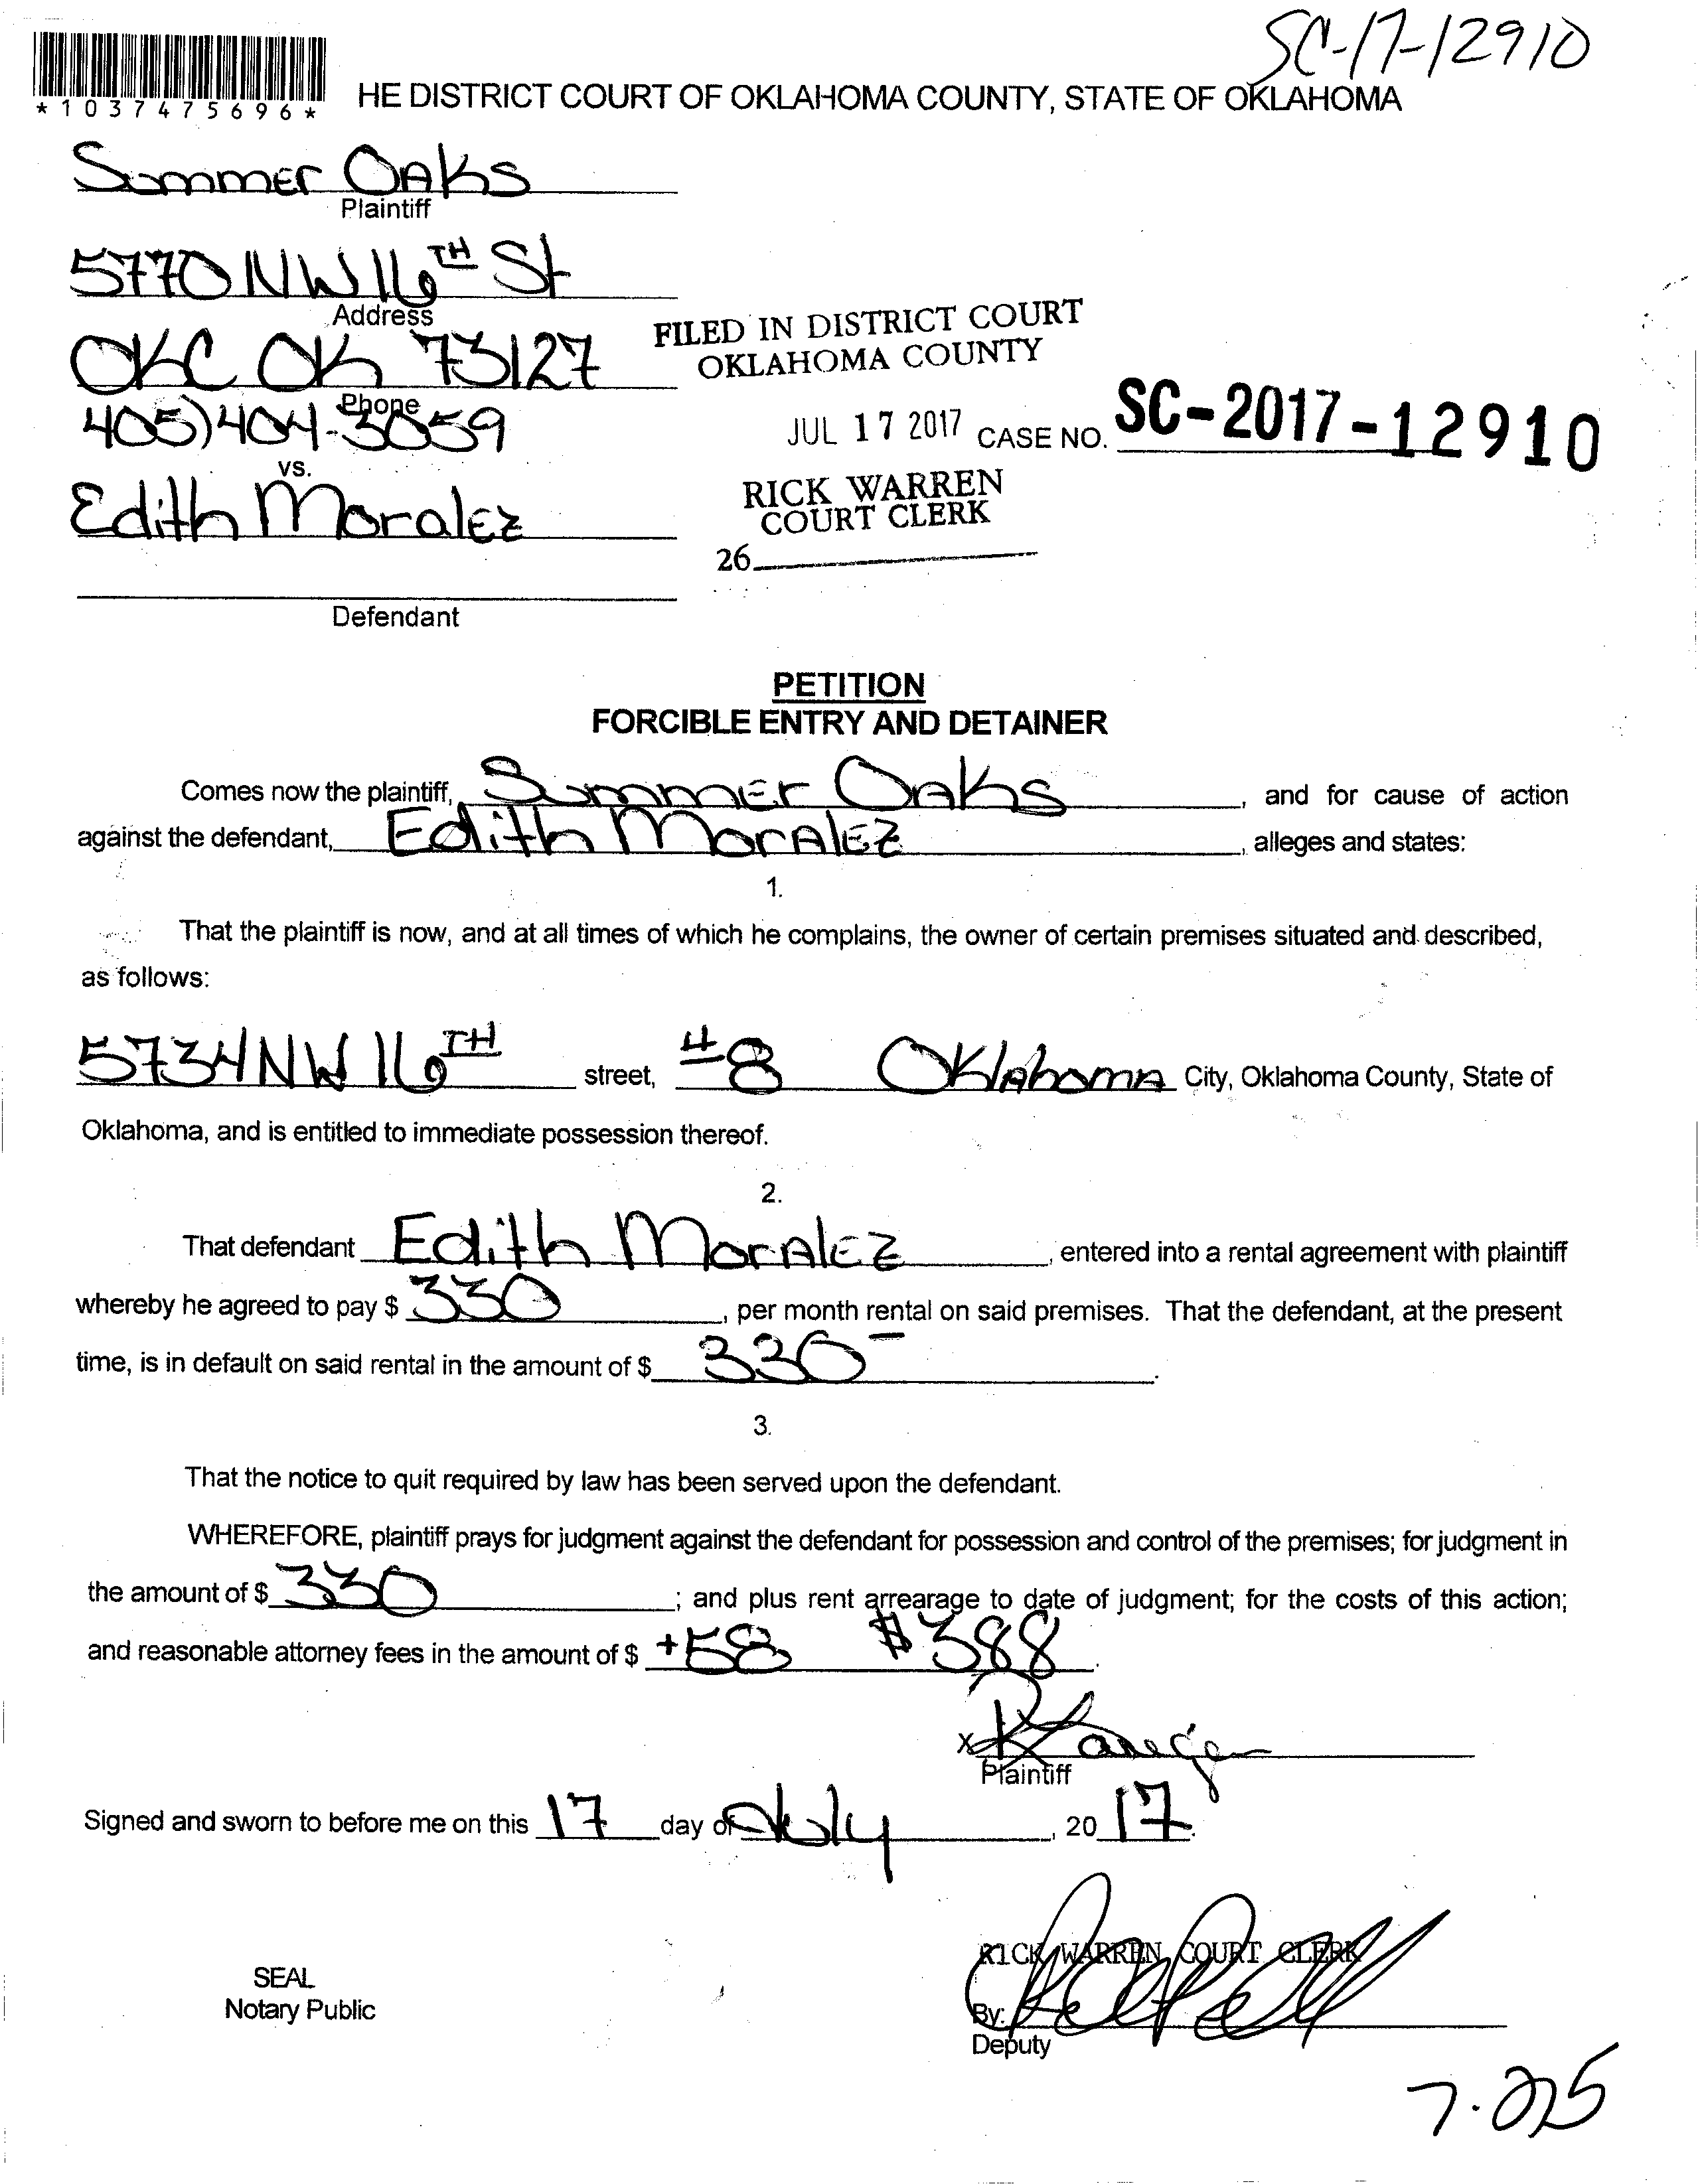 SC-17-12910
*1037475696*
HE DISTRICT COURT OF OKLAHOMA COUNTY, STATE OF OKLAHOMA
Summer Oaks
Plaintiff
5770 NW 16TH St
Address
OKC OK 73127
Phone
405)404-3059
vs.
Edith Moralez
Defendant
FILED IN DISTRICT COURT
OKLAHOMA COUNTY
JUL 17 2017
CASE NO. SC-2017-12910
RICK WARREN
COURT CLERK
26
PETITION
FORCIBLE ENTRY AND DETAINER
Comes now the plaintiff, Summer Oaks, and for cause of action
against the defendant, Edith Moralez, alleges and states:
1.
That the plaintiff is now, and at all times of which he complains, the owner of certain premises situated and described,
as follows:
5734 NW 16TH street, #8 Oklahoma City, Oklahoma County, State of
Oklahoma, and is entitled to immediate possession thereof.
2.
That defendant Edith Moralez, entered into a rental agreement with plaintiff
whereby he agreed to pay $ 330, per month rental on said premises. That the defendant, at the present
time, is in default on said rental in the amount of $ 330-.
3.
That the notice to quit required by law has been served upon the defendant.
WHEREFORE, plaintiff prays for judgment against the defendant for possession and control of the premises; for judgment in
the amount of $ 330; and plus rent arrearage to date of judgment; for the costs of this action;
and reasonable attorney fees in the amount of $ +58 $388.
x
Plaintiff
Signed and sworn to before me on this 17 day of July, 20 17.
RICK WARREN COURT CLERK
SEAL
Notary Public
By:
Deputy